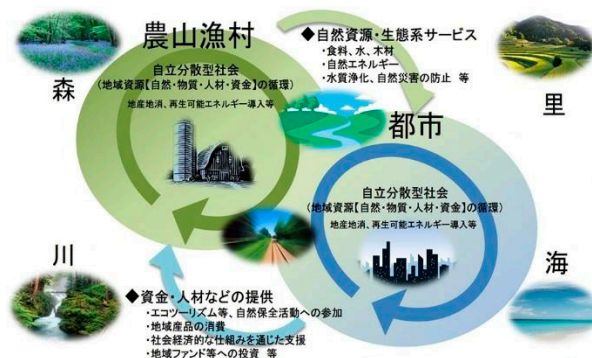 農山漁村
◆自然資源・生態系サービス
・食料、水、木材
・自然エネルギー
・水質浄化、自然災害の防止 等
森
里
自立分散型社会
(地域資源【自然・物質・人材・資金】の循環)
地産地消、再生可能エネルギー導入等
都市
自立分散型社会
(地域資源【自然・物質・人材・資金】の循環)
地産地消、再生可能エネルギー導入等
川
海
◆資金・人材などの提供
・エコツーリズム等、自然保全活動への参加
・地域産品の消費
・社会経済的な仕組みを通じた支援
・地域ファンド等への投資 等